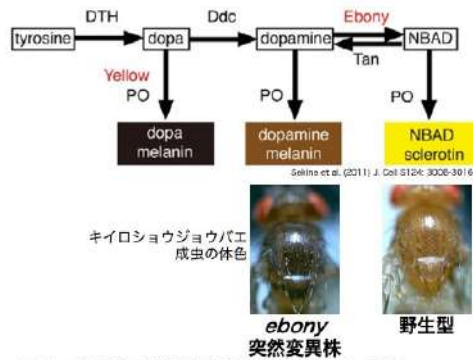 DTH Ddc Ebony
tyrosine dopa dopamine NBAD
Tan
Yellow
PO PO PO
dopa melanin dopamine melanin NBAD sclerotin
Sekine et al. (2011) J. Cell S124: 3008-3016
キイロショウジョウバエ
成虫の体色
ebony 野生型
突然変異株